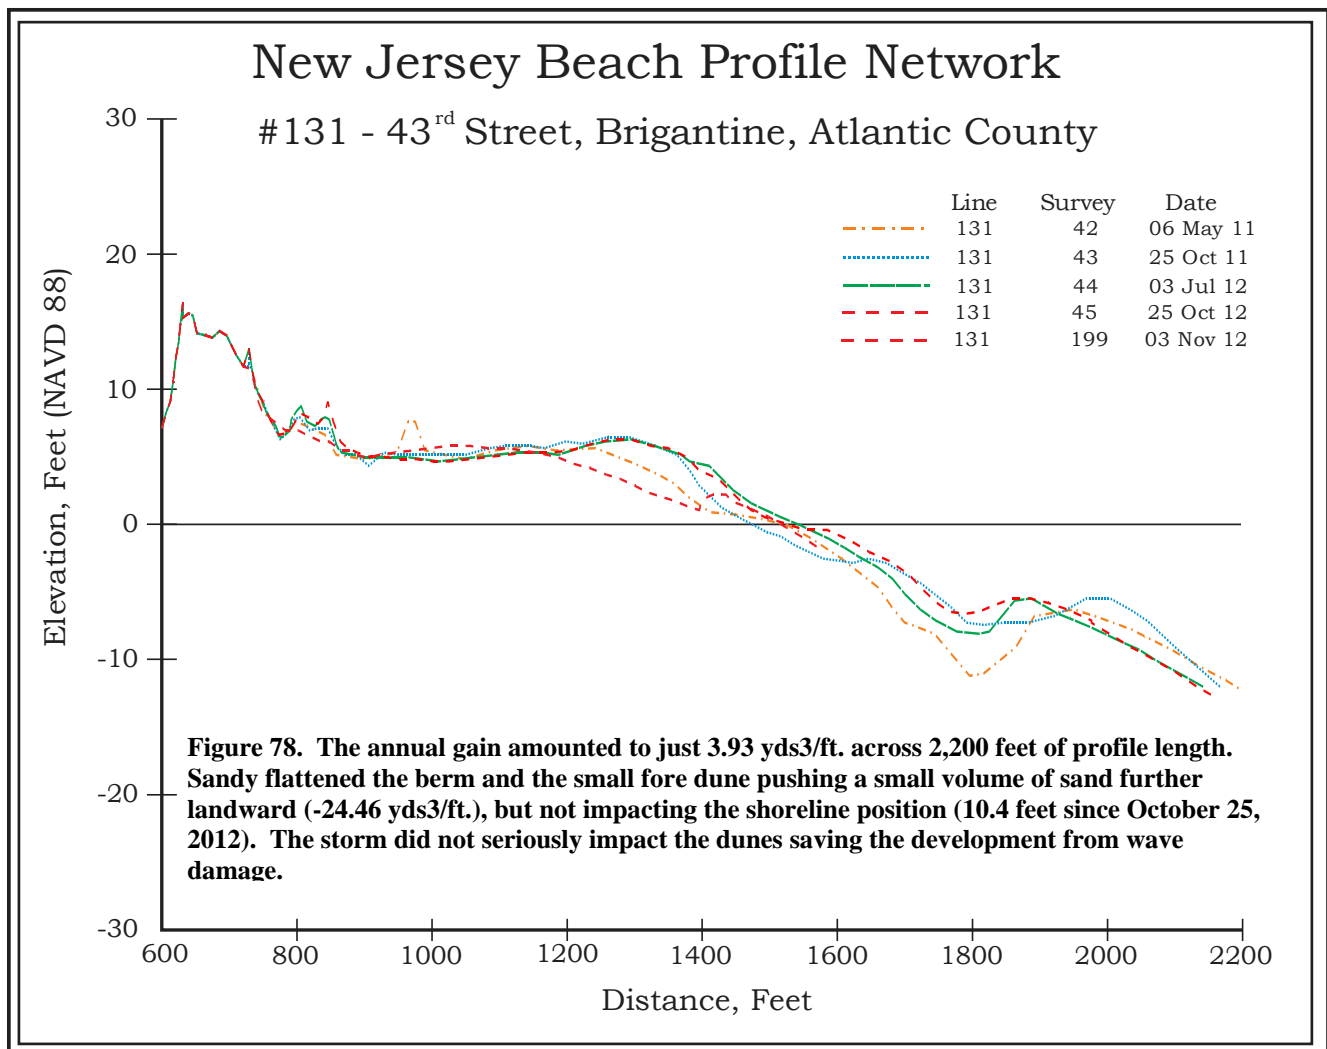 New Jersey Beach Profile Network
#131 - 43rd Street, Brigantine, Atlantic County
Line Survey Date
131 42 06 May 11
131 43 25 Oct 11
131 44 03 Jul 12
131 45 25 Oct 12
131 199 03 Nov 12
Elevation, Feet (NAVD 88)
30
20
10
0
-10
-20
-30
Figure 78. The annual gain amounted to just 3.93 yds3/ft. across 2,200 feet of profile length.
Sandy flattened the berm and the small fore dune pushing a small volume of sand further
landward (-24.46 yds3/ft.), but not impacting the shoreline position (10.4 feet since October 25,
2012). The storm did not seriously impact the dunes saving the development from wave
damage.
600 800 1000 1200 1400 1600 1800 2000 2200
Distance, Feet